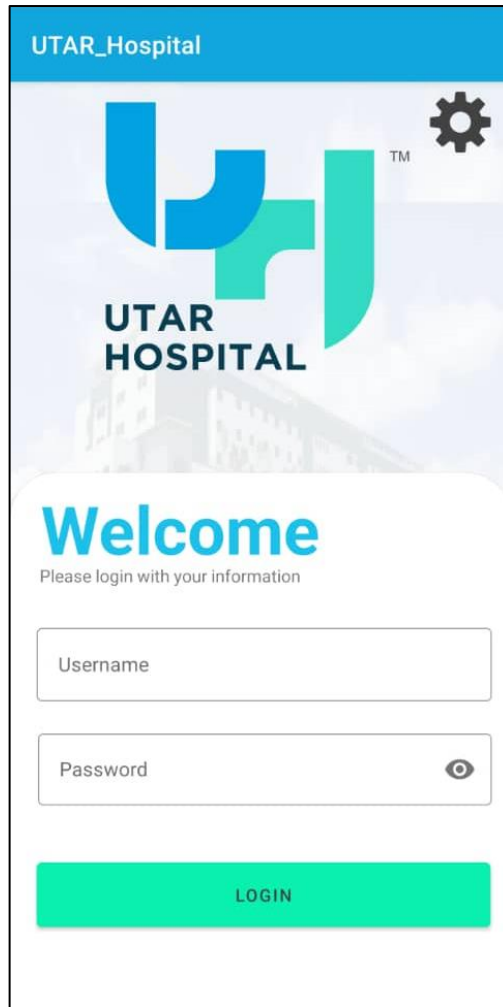 UTAR_Hospital
TM
UTAR
HOSPITAL
Welcome
Please login with your information
Username
Password
LOGIN